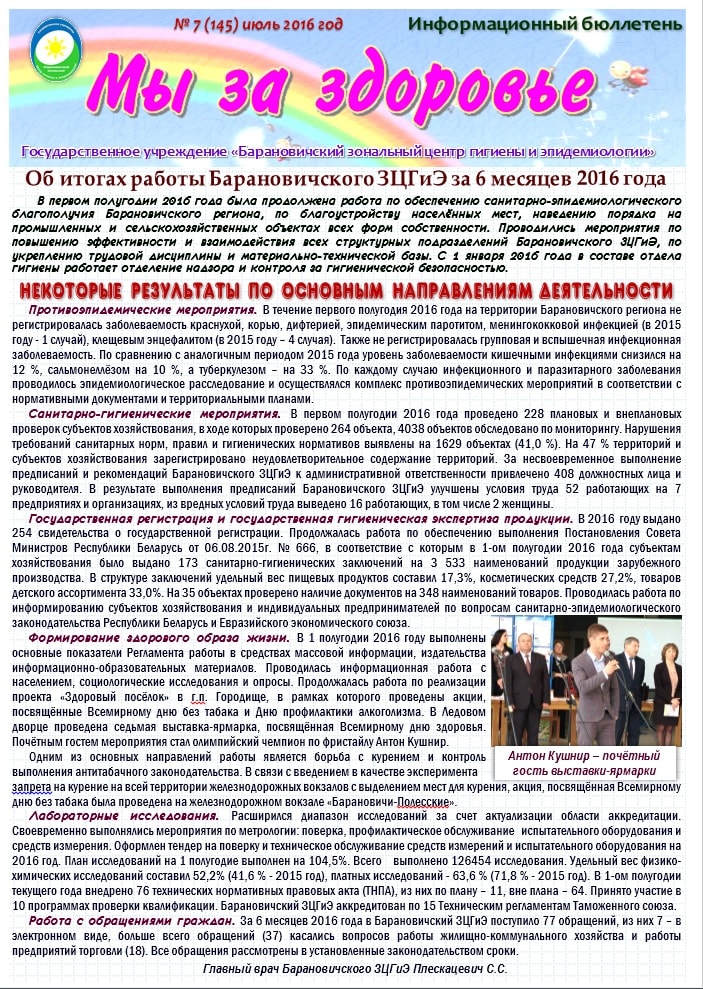 № 7 (145) июль 2016 год
Информационный бюллетень
Мы за здоровье
Государственное учреждение «Барановичский зональный центр гигиены и эпидемиологии»
Об итогах работы Барановичского ЗЦГиЭ за 6 месяцев 2016 года
В первом полугодии 2016 года была продолжена работа по обеспечению санитарно-эпидемиологического
благополучия Барановичского региона, по благоустройству населённых мест, наведению порядка на
промышленных и сельскохозяйственных объектах всех форм собственности. Проводились мероприятия по
повышению эффективности и взаимодействия всех структурных подразделений Барановичского ЗЦГиЭ, по
укреплению трудовой дисциплины и материально-технической базы. С 1 января 2016 года в составе отдела
гигиены работает отделение надзора и контроля за гигиенической безопасностью.
НЕКОТОРЫЕ РЕЗУЛЬТАТЫ ПО ОСНОВНЫМ НАПРАВЛЕНИЯМ ДЕЯТЕЛЬНОСТИ
Противоэпидемические мероприятия. В течение первого полугодия 2016 года на территории Барановичского региона не
регистрировалась заболеваемость краснухой, корью, дифтерией, эпидемическим паротитом, менингококковой инфекцией (в 2015
году - 1 случай), клещевым энцефалитом (в 2015 году – 4 случая). Также не регистрировалась групповая и вспышечная инфекционная
заболеваемость. По сравнению с аналогичным периодом 2015 года уровень заболеваемости кишечными инфекциями снизился на
12 %, сальмонеллёзом на 10 %, а туберкулезом – на 33 %. По каждому случаю инфекционного и паразитарного заболевания
проводилось эпидемиологическое расследование и осуществлялся комплекс противоэпидемических мероприятий в соответствии с
нормативными документами и территориальными планами.
Санитарно-гигиенические мероприятия. В первом полугодии 2016 года проведено 228 плановых и внеплановых
проверок субъектов хозяйствования, в ходе которых проверено 264 объекта, 4038 объектов обследовано по мониторингу. Нарушения
требований санитарных норм, правил и гигиенических нормативов выявлены на 1629 объектах (41,0 %). На 47 % территорий и
субъектов хозяйствования зарегистрировано неудовлетворительное содержание территорий. За несвоевременное выполнение
предписаний и рекомендаций Барановичского ЗЦГиЭ к административной ответственности привлечено 408 должностных лица и
руководителя. В результате выполнения предписаний Барановичского ЗЦГиЭ улучшены условия труда 52 работающих на 7
предприятиях и организациях, из вредных условий труда выведено 16 работающих, в том числе 2 женщины.
Государственная регистрация и государственная гигиеническая экспертиза продукции. В 2016 году выдано
254 свидетельства о государственной регистрации. Продолжалась работа по обеспечению выполнения Постановления Совета
Министров Республики Беларусь от 06.08.2015г. № 666, в соответствие с которым в 1-ом полугодии 2016 года субъектам
хозяйствования было выдано 173 санитарно-гигиенических заключений на 3 533 наименований продукции зарубежного
производства. В структуре заключений удельный вес пищевых продуктов составил 17,3%, косметических средств 27,2%, товаров
детского ассортимента 33,0%. На 35 объектах проверено наличие документов на 348 наименований товаров. Проводилась работа по
информированию субъектов хозяйствования и индивидуальных предпринимателей по вопросам санитарно-эпидемиологического
законодательства Республики Беларусь и Евразийского экономического союза.
Формирование здорового образа жизни. В 1 полугодии 2016 году выполнены
основные показатели Регламента работы в средствах массовой информации, издательства
информационно-образовательных материалов. Проводилась информационная работа с
населением, социологические исследования и опросы. Продолжалась работа по реализации
проекта «Здоровый посёлок» в г.п. Городище, в рамках которого проведены акции,
посвящённые Всемирному дню без табака и Дню профилактики алкоголизма. В Ледовом
дворце проведена седьмая выставка-ярмарка, посвящённая Всемирному дню здоровья.
Почётным гостем мероприятия стал олимпийский чемпион по фристайлу Антон Кушнир.
Одним из основных направлений работы является борьба с курением и контроль
выполнения антитабачного законодательства. В связи с введением в качестве эксперимента
запрета на курение на всей территории железнодорожных вокзалов с выделением мест для курения, акция, посвящённая Всемирному
дню без табака была проведена на железнодорожном вокзале «Барановичи-Полесские».
Антон Кушнир – почётный
гость выставки-ярмарки
Лабораторные исследования. Расширился диапазон исследований за счет актуализации области аккредитации.
Своевременно выполнялись мероприятия по метрологии: поверка, профилактическое обслуживание испытательного оборудования и
средств измерений. Оформлен тендер на поверку и техническое обслуживание средств измерений и испытательного оборудования на
2016 год. План исследований на 1 полугодие выполнен на 104,5%. Всего выполнено 126454 исследования. Удельный вес физико-
химических исследований составил 52,2% (41,6 % - 2015 год), платных исследований - 63,6 % (71,8 % - 2015 год). В 1-ом полугодии
текущего года внедрено 76 технических нормативных правовых акта (ТНПА), из них по плану – 11, вне плана – 64. Принято участие в
10 программах проверки квалификации. Барановичский ЗЦГиЭ аккредитован по 15 Техническим регламентам Таможенного союза.
Работа с обращениями граждан. За 6 месяцев 2016 года в Барановичский ЗЦГиЭ поступило 77 обращений, из них 7 – в
электронном виде, больше всего обращений (37) касались вопросов работы жилищно-коммунального хозяйства и работы
предприятий торговли (18). Все обращения рассмотрены в установленные законодательством сроки.
Главный врач Барановичского ЗЦГиЭ Плескацевич С.С.